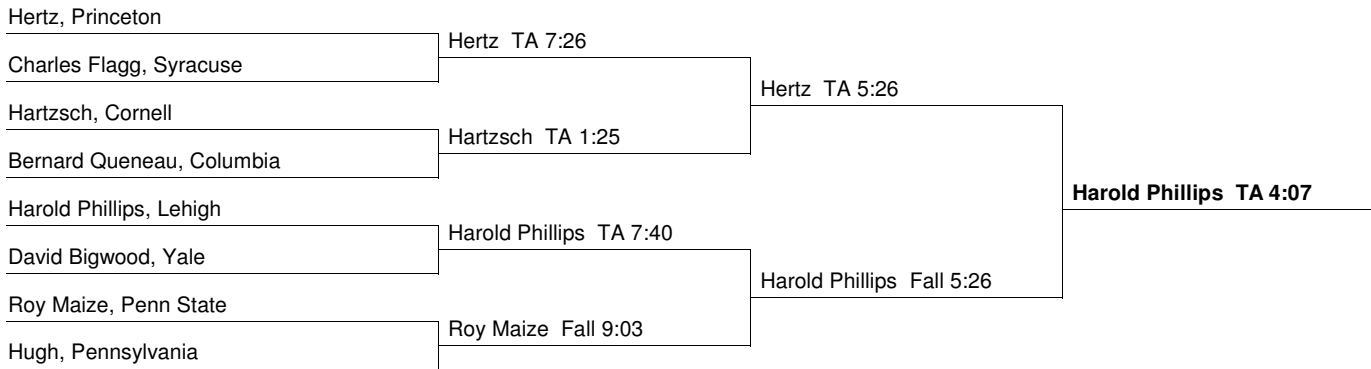 Hertz, Princeton
Hertz TA 7:26
Charles Flagg, Syracuse
Hertz TA 5:26
Hartzsch, Cornell
Hartzsch TA 1:25
Bernard Queneau, Columbia
Harold Phillips TA 4:07
Harold Phillips, Lehigh
Harold Phillips TA 7:40
David Bigwood, Yale
Harold Phillips Fall 5:26
Roy Maize, Penn State
Roy Maize Fall 9:03
Hugh, Pennsylvania